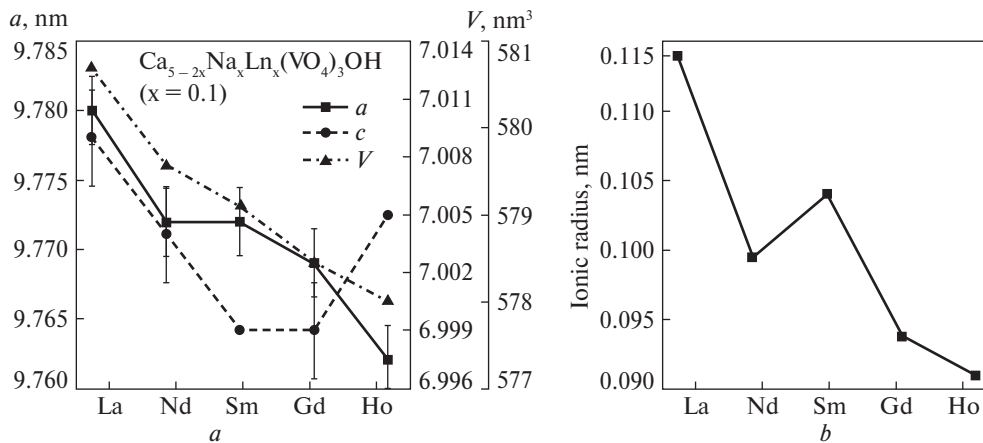 a, nm
V, nm³
9.785
9.780
9.775
9.770
9.765
9.760
Ca₅ ₋ ₂ₓNaₓLnₓ(VO₄)₃OH
(x = 0.1)
a
c
V
7.014
7.011
7.008
7.005
7.002
6.999
6.996
581
580
579
578
577
La Nd Sm Gd Ho
a
Ionic radius, nm
0.115
0.110
0.105
0.100
0.095
0.090
La Nd Sm Gd Ho
b